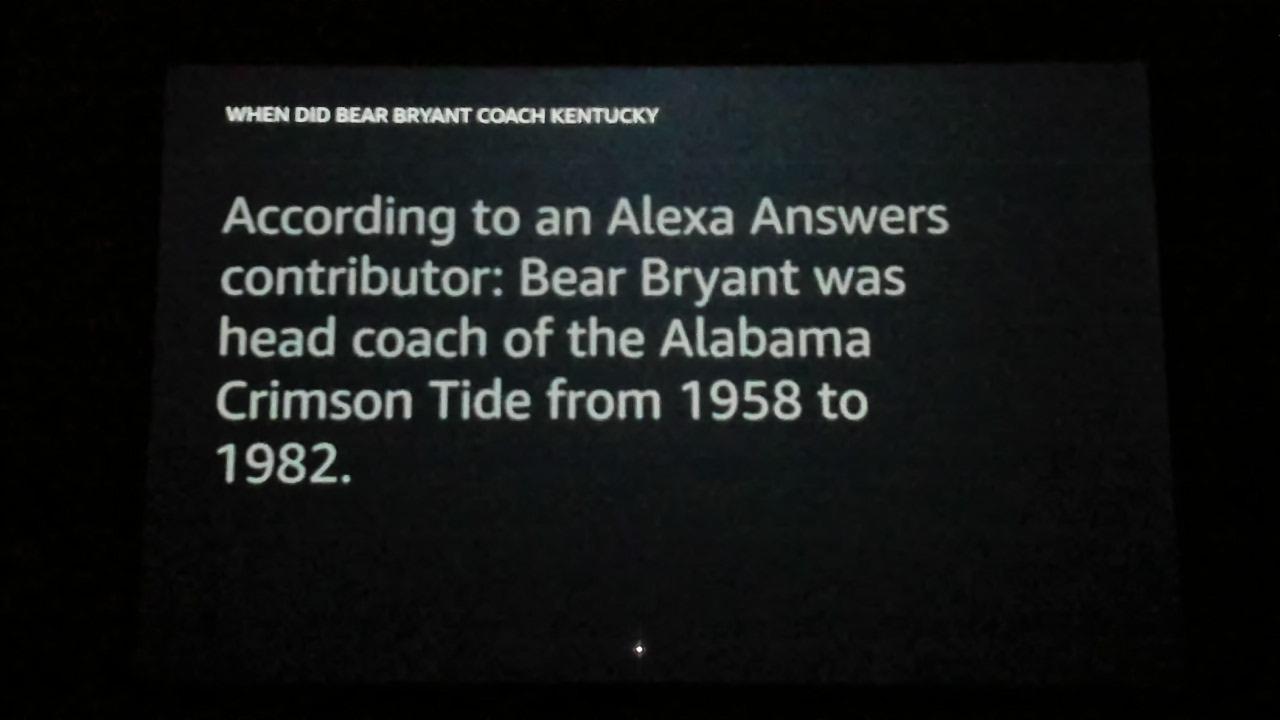 WHEN DID BEAR BRYANT COACH KENTUCKY
According to an Alexa Answers
contributor: Bear Bryant was
head coach of the Alabama
Crimson Tide from 1958 to
1982.